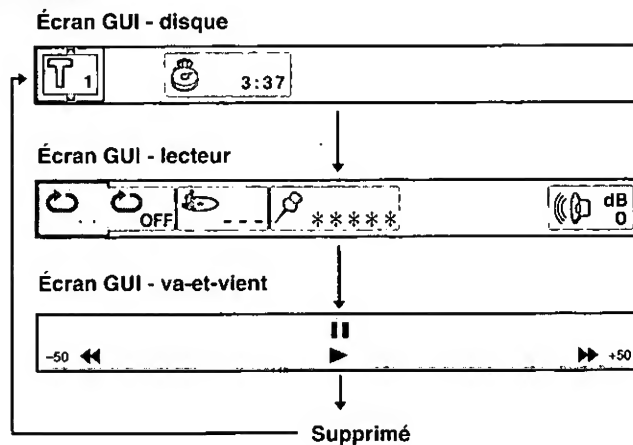 Écran GUI - disque
T 1 3:37
Écran GUI - lecteur
OFF - - - ***** dB
0
Écran GUI - va-et-vient
-50 +50
Supprimé